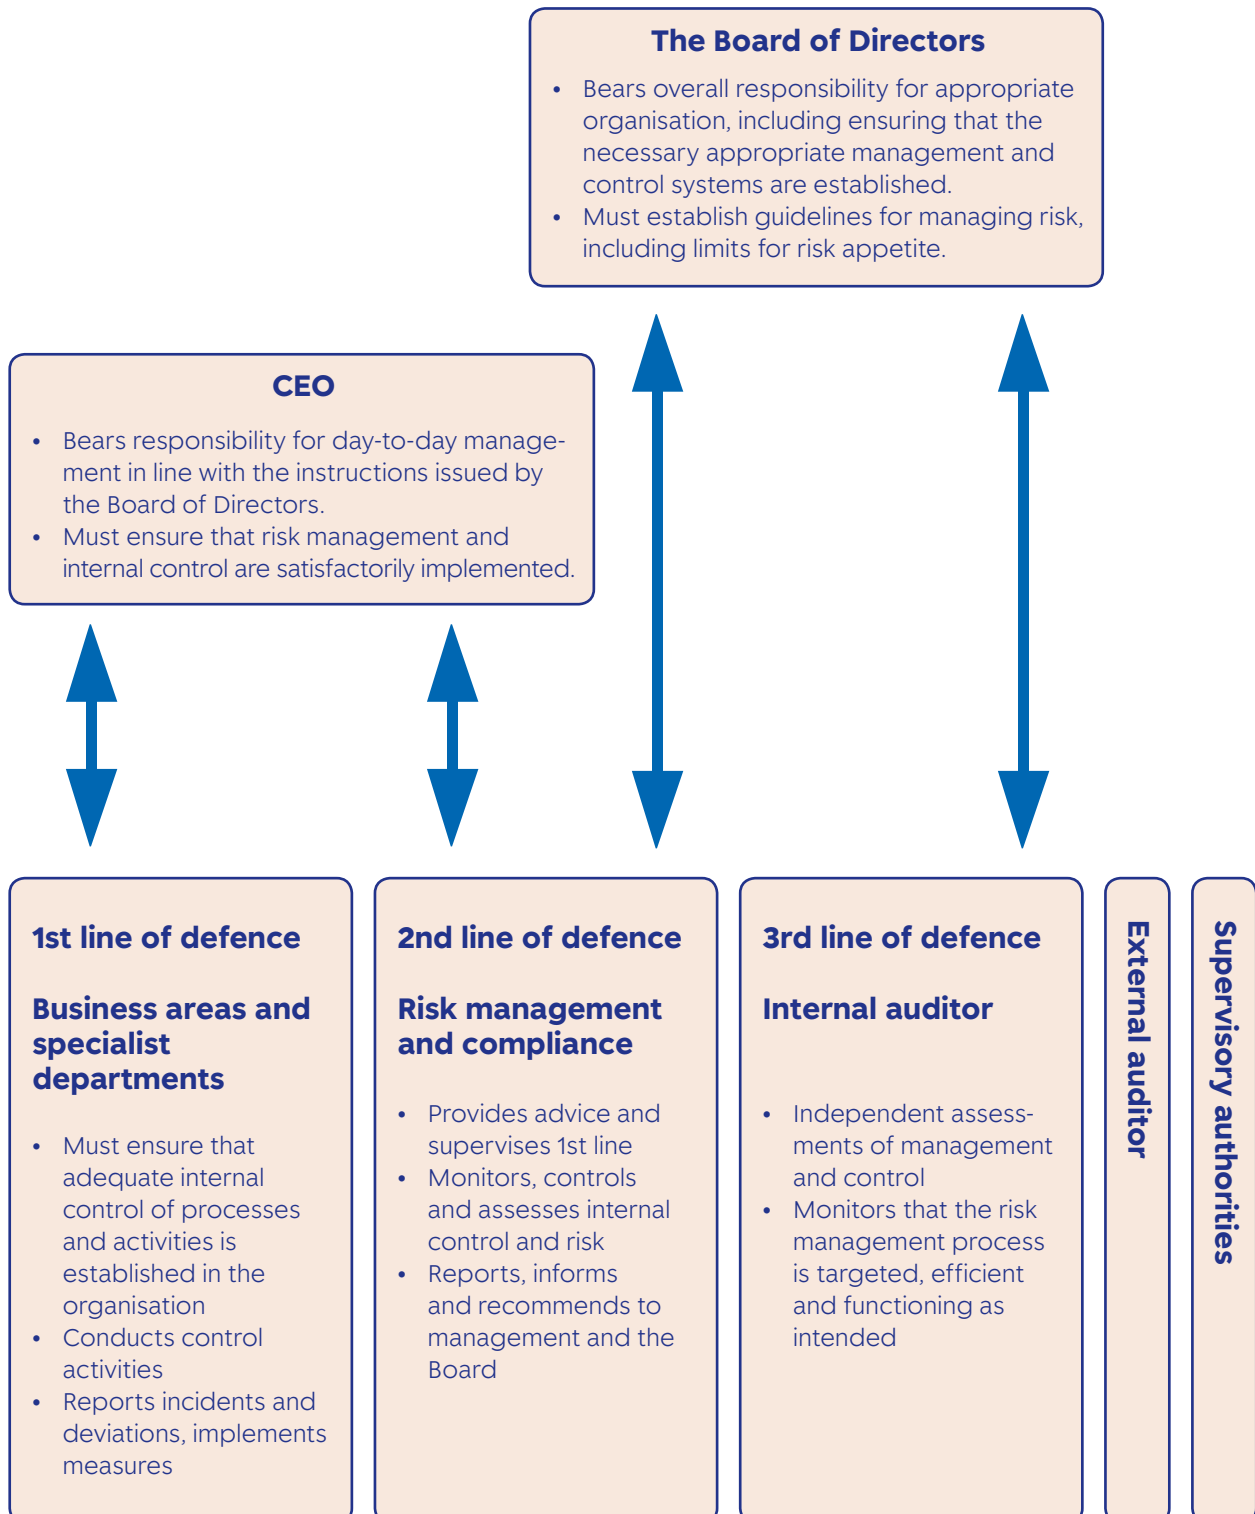 The Board of Directors
• Bears overall responsibility for appropriate
organisation, including ensuring that the
necessary appropriate management and
control systems are established.
• Must establish guidelines for managing risk,
including limits for risk appetite.
CEO
• Bears responsibility for day-to-day manage-
ment in line with the instructions issued by
the Board of Directors.
• Must ensure that risk management and
internal control are satisfactorily implemented.
1st line of defence
Business areas and
specialist
departments
• Must ensure that
adequate internal
control of processes
and activities is
established in the
organisation
• Conducts control
activities
• Reports incidents and
deviations, implements
measures
2nd line of defence
Risk management
and compliance
• Provides advice and
supervises 1st line
• Monitors, controls
and assesses internal
control and risk
• Reports, informs
and recommends to
management and the
Board
3rd line of defence
Internal auditor
• Independent assess-
ments of management
and control
• Monitors that the risk
management process
is targeted, efficient
and functioning as
intended
External auditor
Supervisory authorities